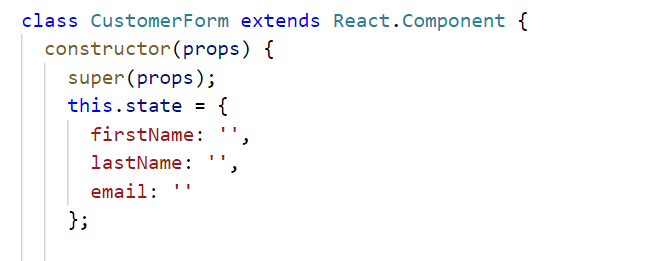 class CustomerForm extends React.Component {
  constructor(props) {
    super(props);
    this.state = {
      firstName: '',
      lastName: '',
      email: ''
    };